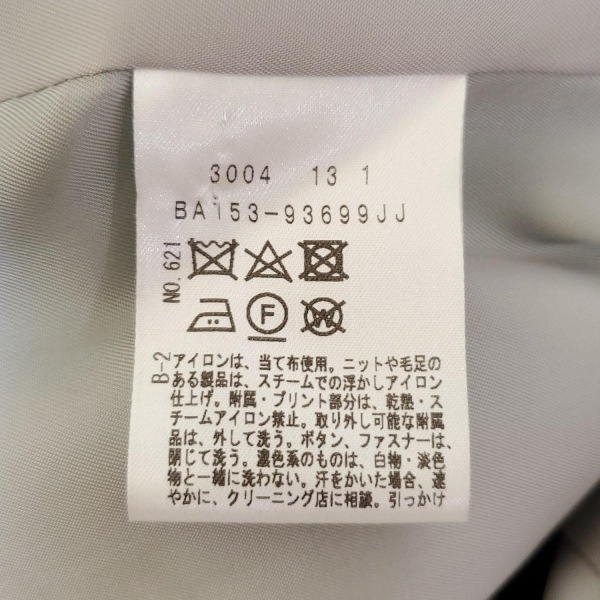 3004 13 1
BA153-93699JJ
NO.621
F
W
B-2
アイロンは、当て布使用。ニットや毛足の
ある製品は、スチームでの浮かしアイロン
仕上げ。附属・プリント部分は、乾熱・ス
チームアイロン禁止。取り外し可能な附属
品は、外して洗う。ボタン、ファスナーは、
閉じて洗う。濃色系のものは、白物・淡色
物と一緒に洗わない。汗をかいた場合、速
やかに、クリーニング店に相談。引っかけ